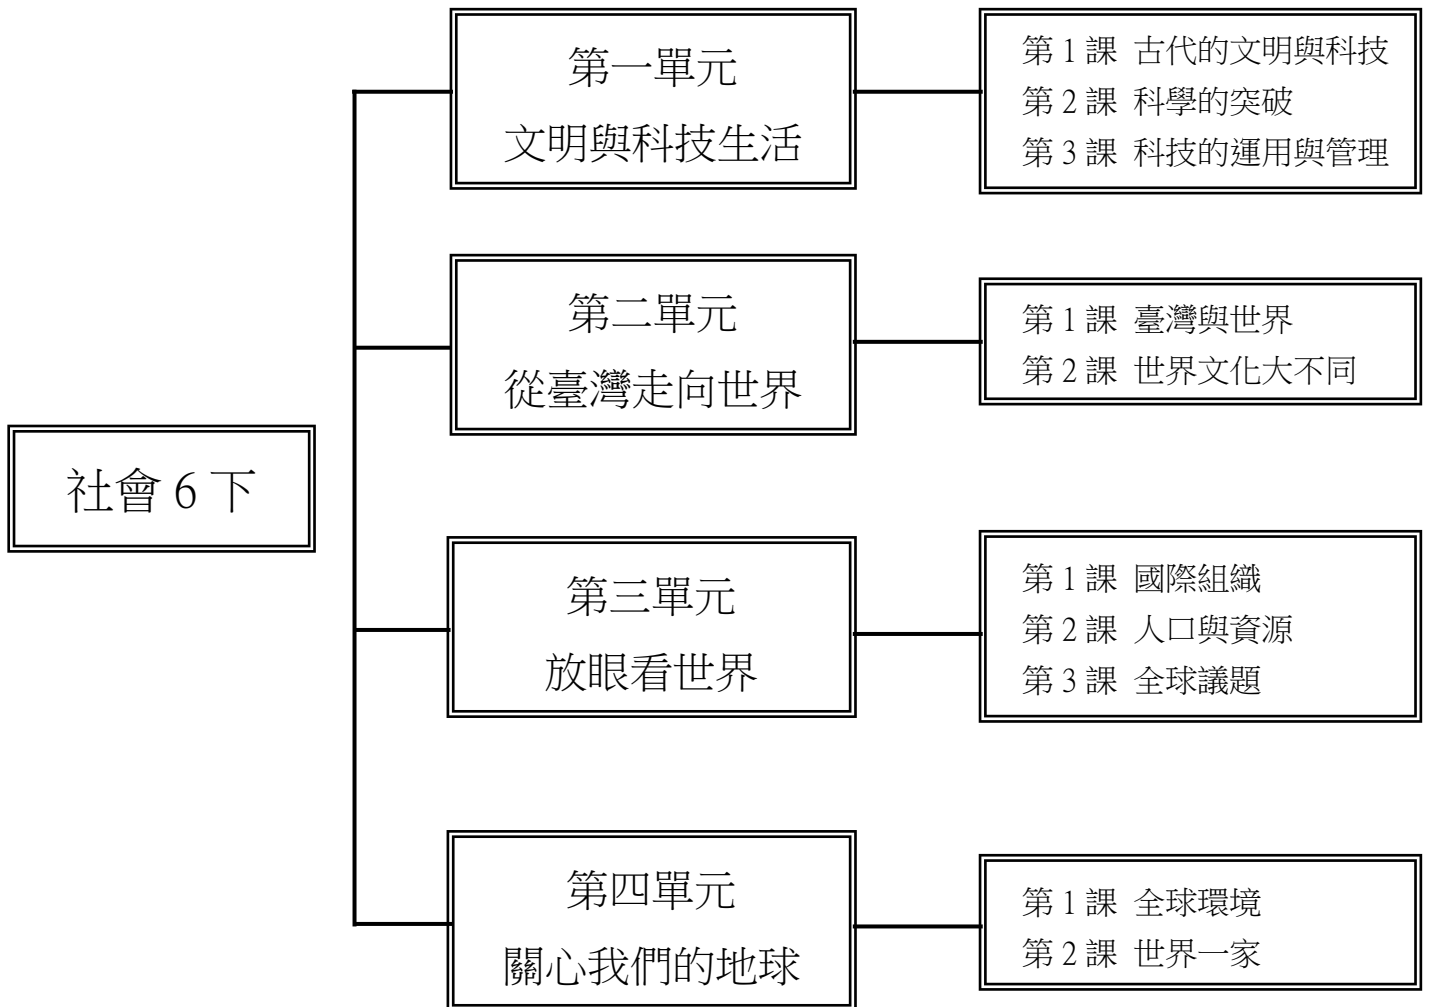 社會 6 下
第一單元
文明與科技生活
第 1 課 古代的文明與科技
第 2 課 科學的突破
第 3 課 科技的運用與管理
第二單元
從臺灣走向世界
第 1 課 臺灣與世界
第 2 課 世界文化大不同
第三單元
放眼看世界
第 1 課 國際組織
第 2 課 人口與資源
第 3 課 全球議題
第四單元
關心我們的地球
第 1 課 全球環境
第 2 課 世界一家